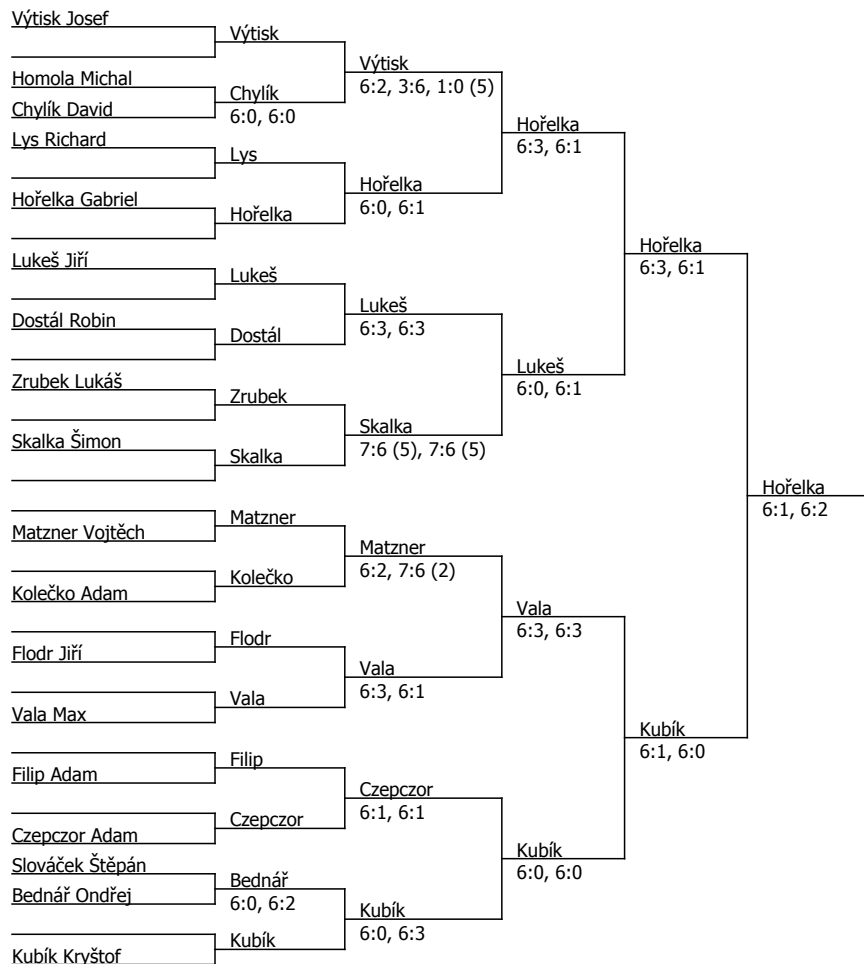 Výtisk Josef
Homola Michal
Chylík David
Lys Richard
Hořelka Gabriel
Lukeš Jiří
Dostál Robin
Zrubek Lukáš
Skalka Šimon
Matzner Vojtěch
Kolečko Adam
Flodr Jiří
Vala Max
Filip Adam
Czepczor Adam
Slováček Štěpán
Bednář Ondřej
Kubík Kryštof
Výtisk
Chylík
6:0, 6:0
Lys
Hořelka
Lukeš
Dostál
Zrubek
Skalka
Matzner
Kolečko
Flodr
Vala
Filip
Czepczor
Bednář
6:0, 6:2
Kubík
Výtisk
6:2, 3:6, 1:0 (5)
Hořelka
6:0, 6:1
Lukeš
6:3, 6:3
Skalka
7:6 (5), 7:6 (5)
Matzner
6:2, 7:6 (2)
Vala
6:3, 6:1
Czepczor
6:1, 6:1
Kubík
6:0, 6:3
Hořelka
6:3, 6:1
Lukeš
6:0, 6:1
Vala
6:3, 6:3
Kubík
6:0, 6:0
Hořelka
6:3, 6:1
Kubík
6:1, 6:0
Hořelka
6:1, 6:2